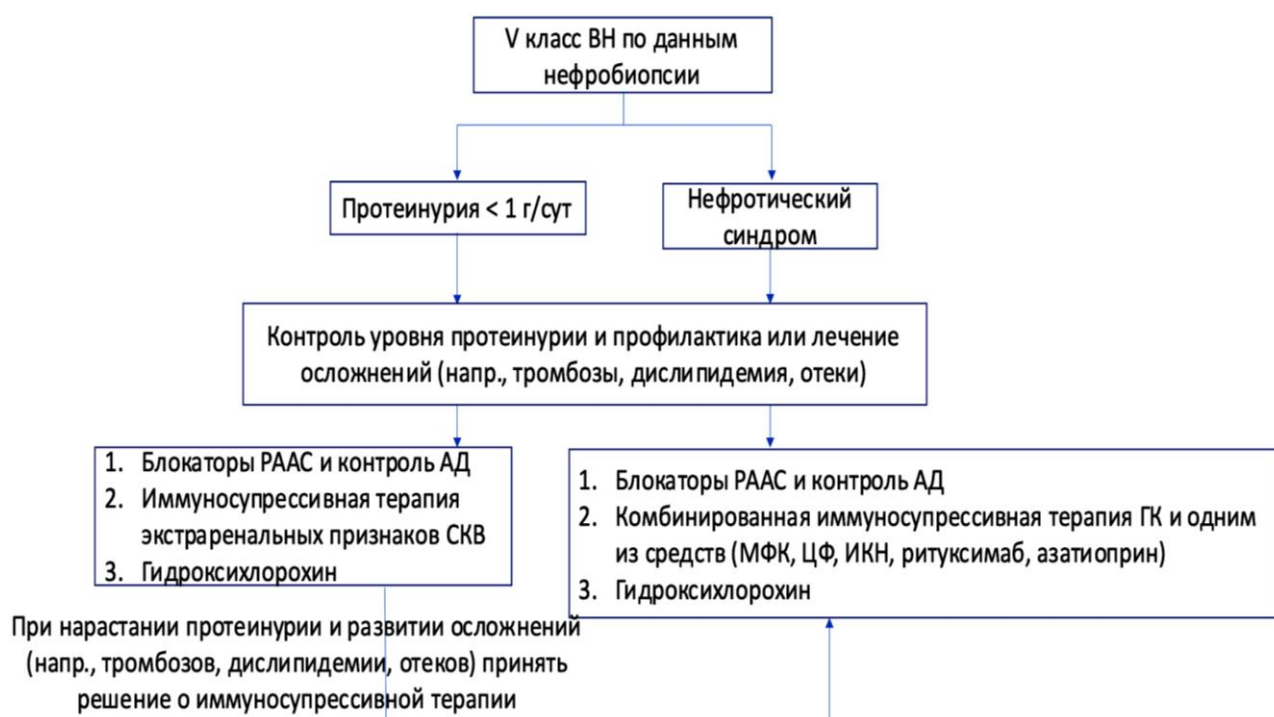 V класс ВН по данным
нефробиопсии
Протеинурия < 1 г/сут
Нефротический
синдром
Контроль уровня протеинурии и профилактика или лечение
осложнений (напр., тромбозы, дислипидемия, отеки)
1. Блокаторы РААС и контроль АД
2. Иммуносупрессивная терапия
экстраренальных признаков СКВ
3. Гидроксихлорохин
1. Блокаторы РААС и контроль АД
2. Комбинированная иммуносупрессивная терапия ГК и одним
из средств (МФК, ЦФ, ИКН, ритуксимаб, азатиоприн)
3. Гидроксихлорохин
При нарастании протеинурии и развитии осложнений
(напр., тромбозов, дислипидемии, отеков) принять
решение о иммуносупрессивной терапии